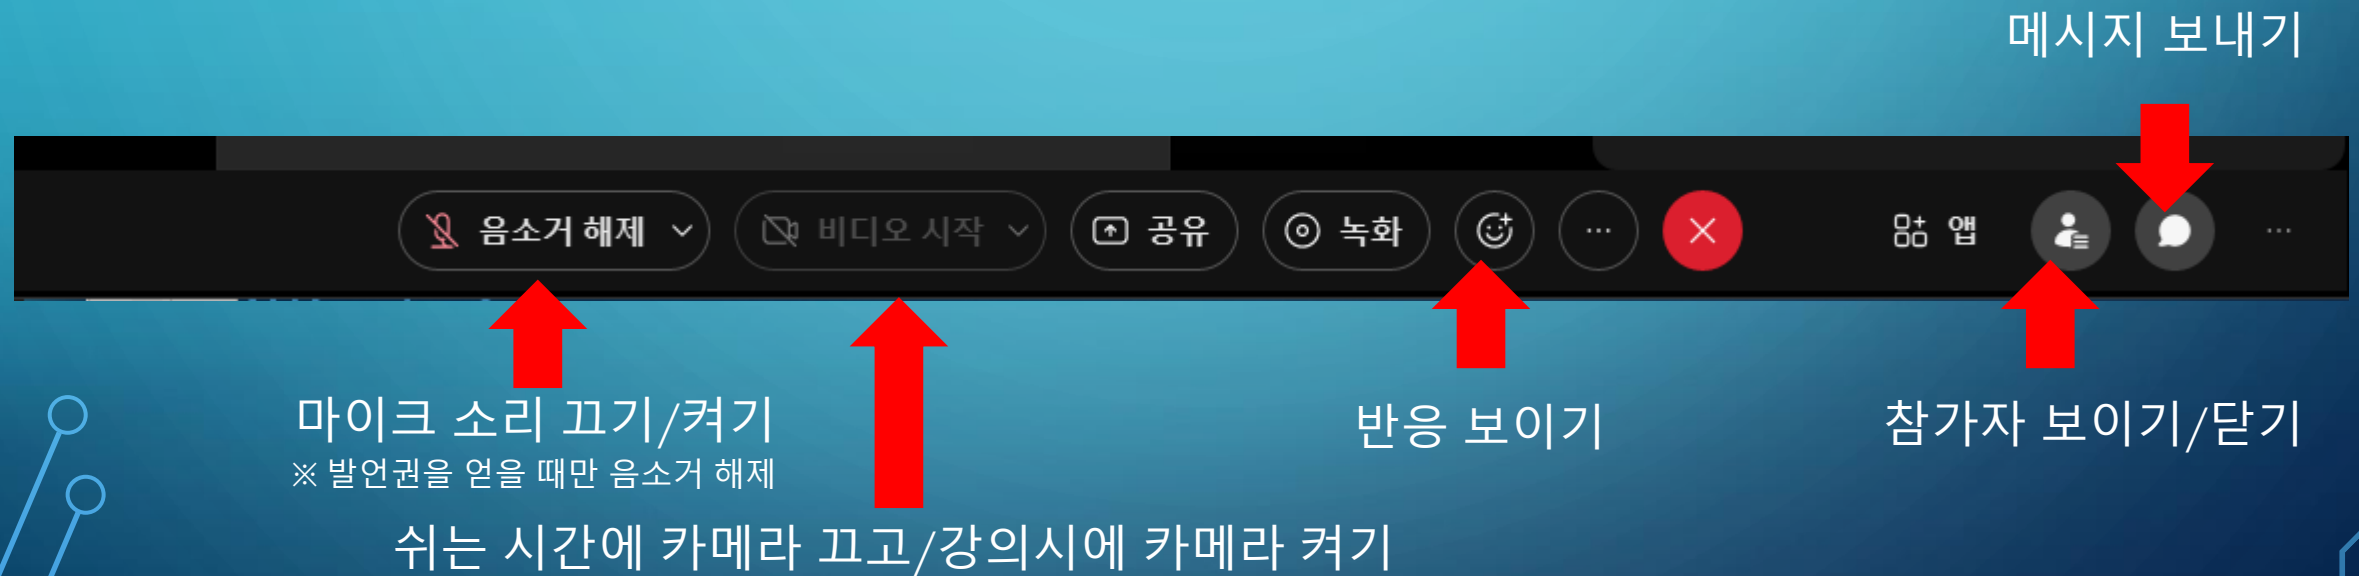 메시지 보내기
음소거 해제
비디오 시작
공유
녹화
앱
마이크 소리 끄기/켜기
※ 발언권을 얻을 때만 음소거 해제
반응 보이기
참가자 보이기/닫기
쉬는 시간에 카메라 끄고/강의시에 카메라 켜기